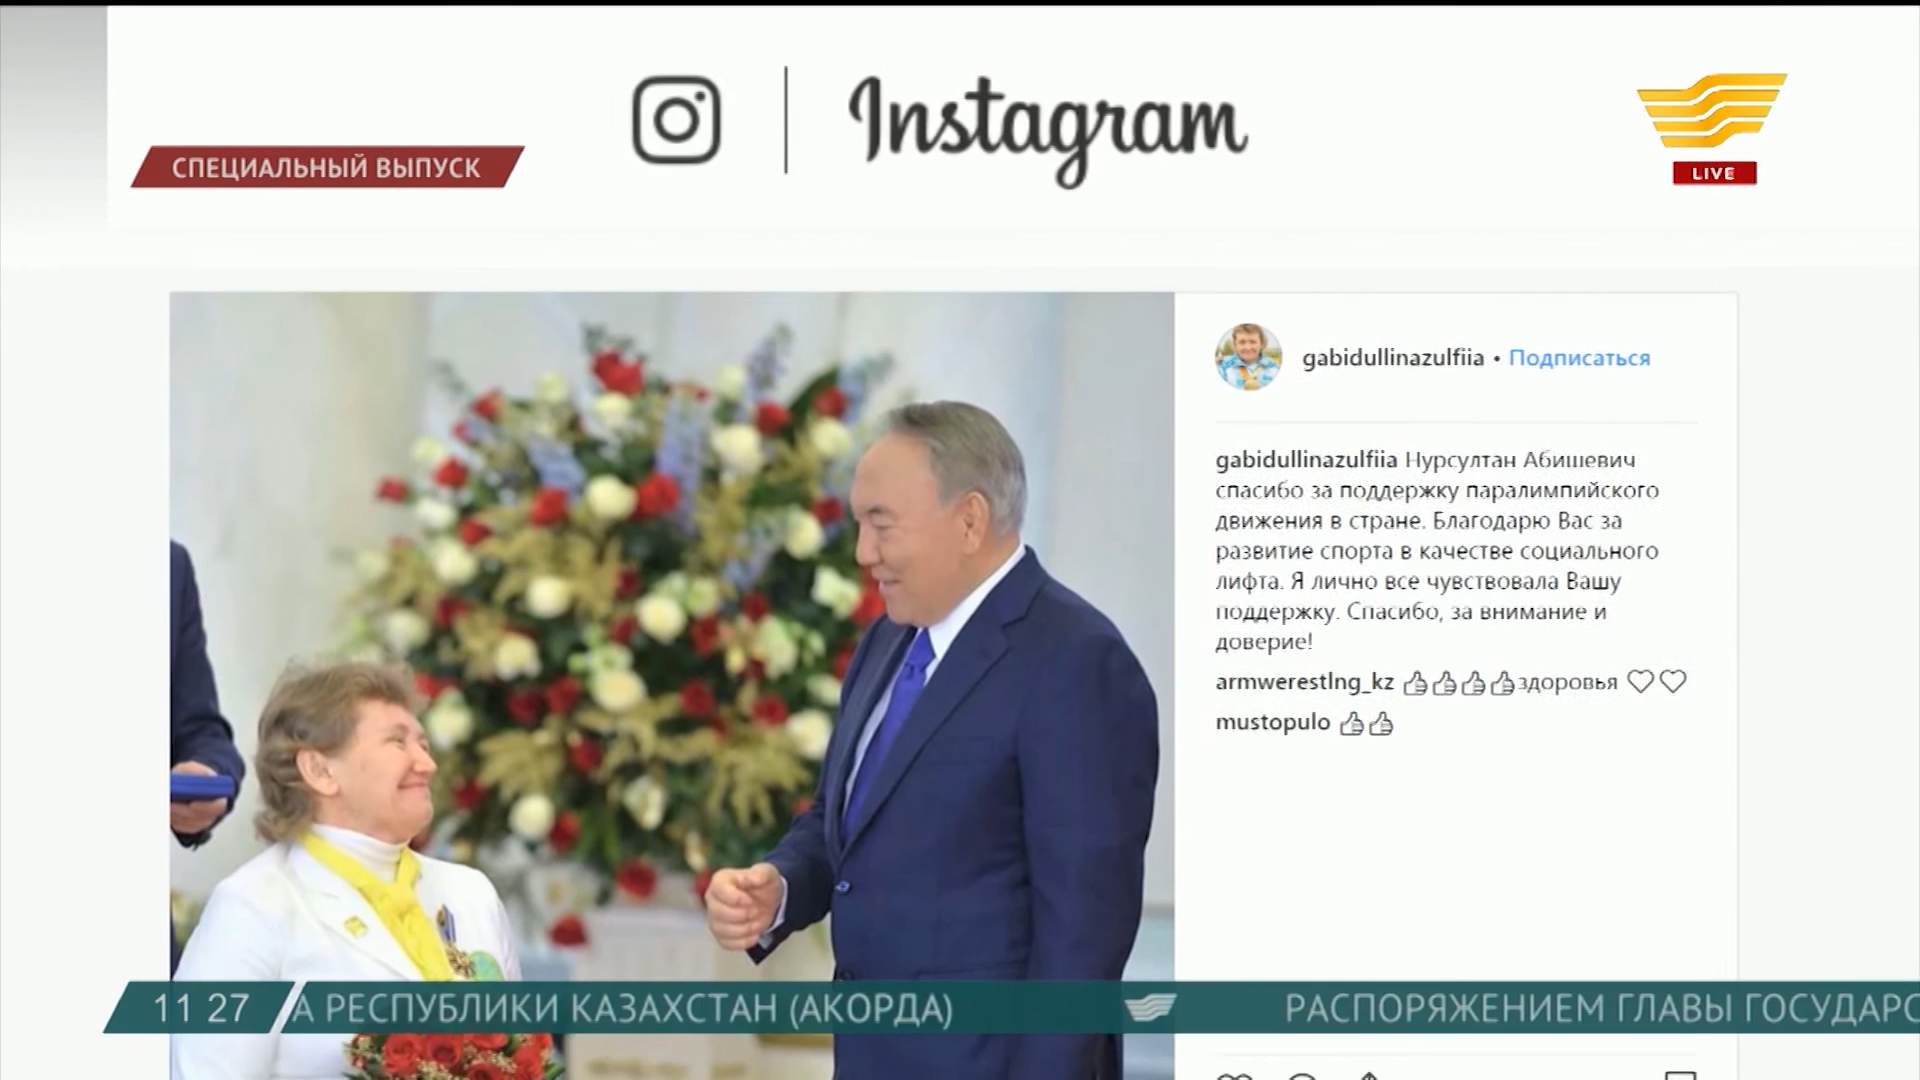 Instagram
СПЕЦИАЛЬНЫЙ ВЫПУСК
LIVE
gabidullinazulfiia • Подписаться
gabidullinazulfiia Нурсултан Абишевич
спасибо за поддержку паралимпийского
движения в стране. Благодарю Вас за
развитие спорта в качестве социального
лифта. Я лично все чувствовала Вашу
поддержку. Спасибо, за внимание и
доверие!
armwerestlng_kz 👍👍👍👍здоровья ♡♡
mustopulo 👍👍
11 27 А РЕСПУБЛИКИ КАЗАХСТАН (АКОРДА) РАСПОРЯЖЕНИЕМ ГЛАВЫ ГОСУДАРС